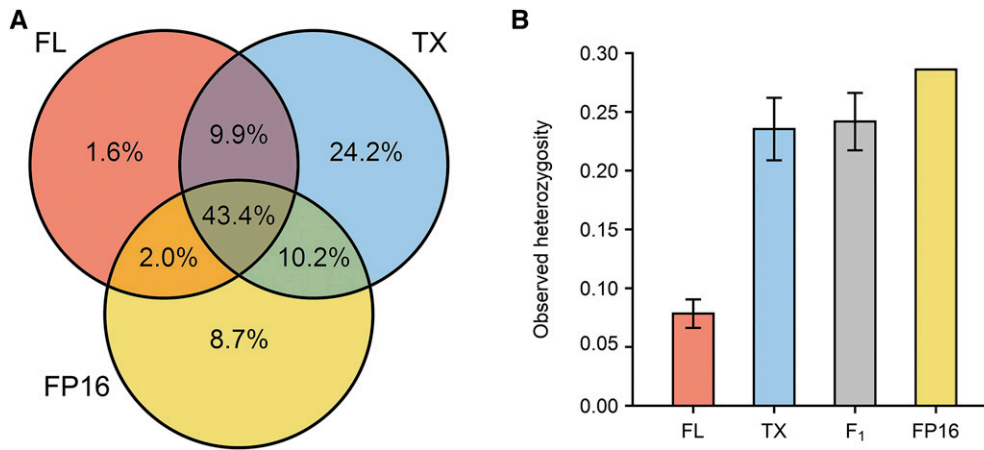 A
FL
TX
1.6%
9.9%
24.2%
43.4%
2.0%
10.2%
8.7%
FP16
B
Observed heterozygosity
0.30
0.25
0.20
0.15
0.10
0.05
0.00
FL TX F₁ FP16